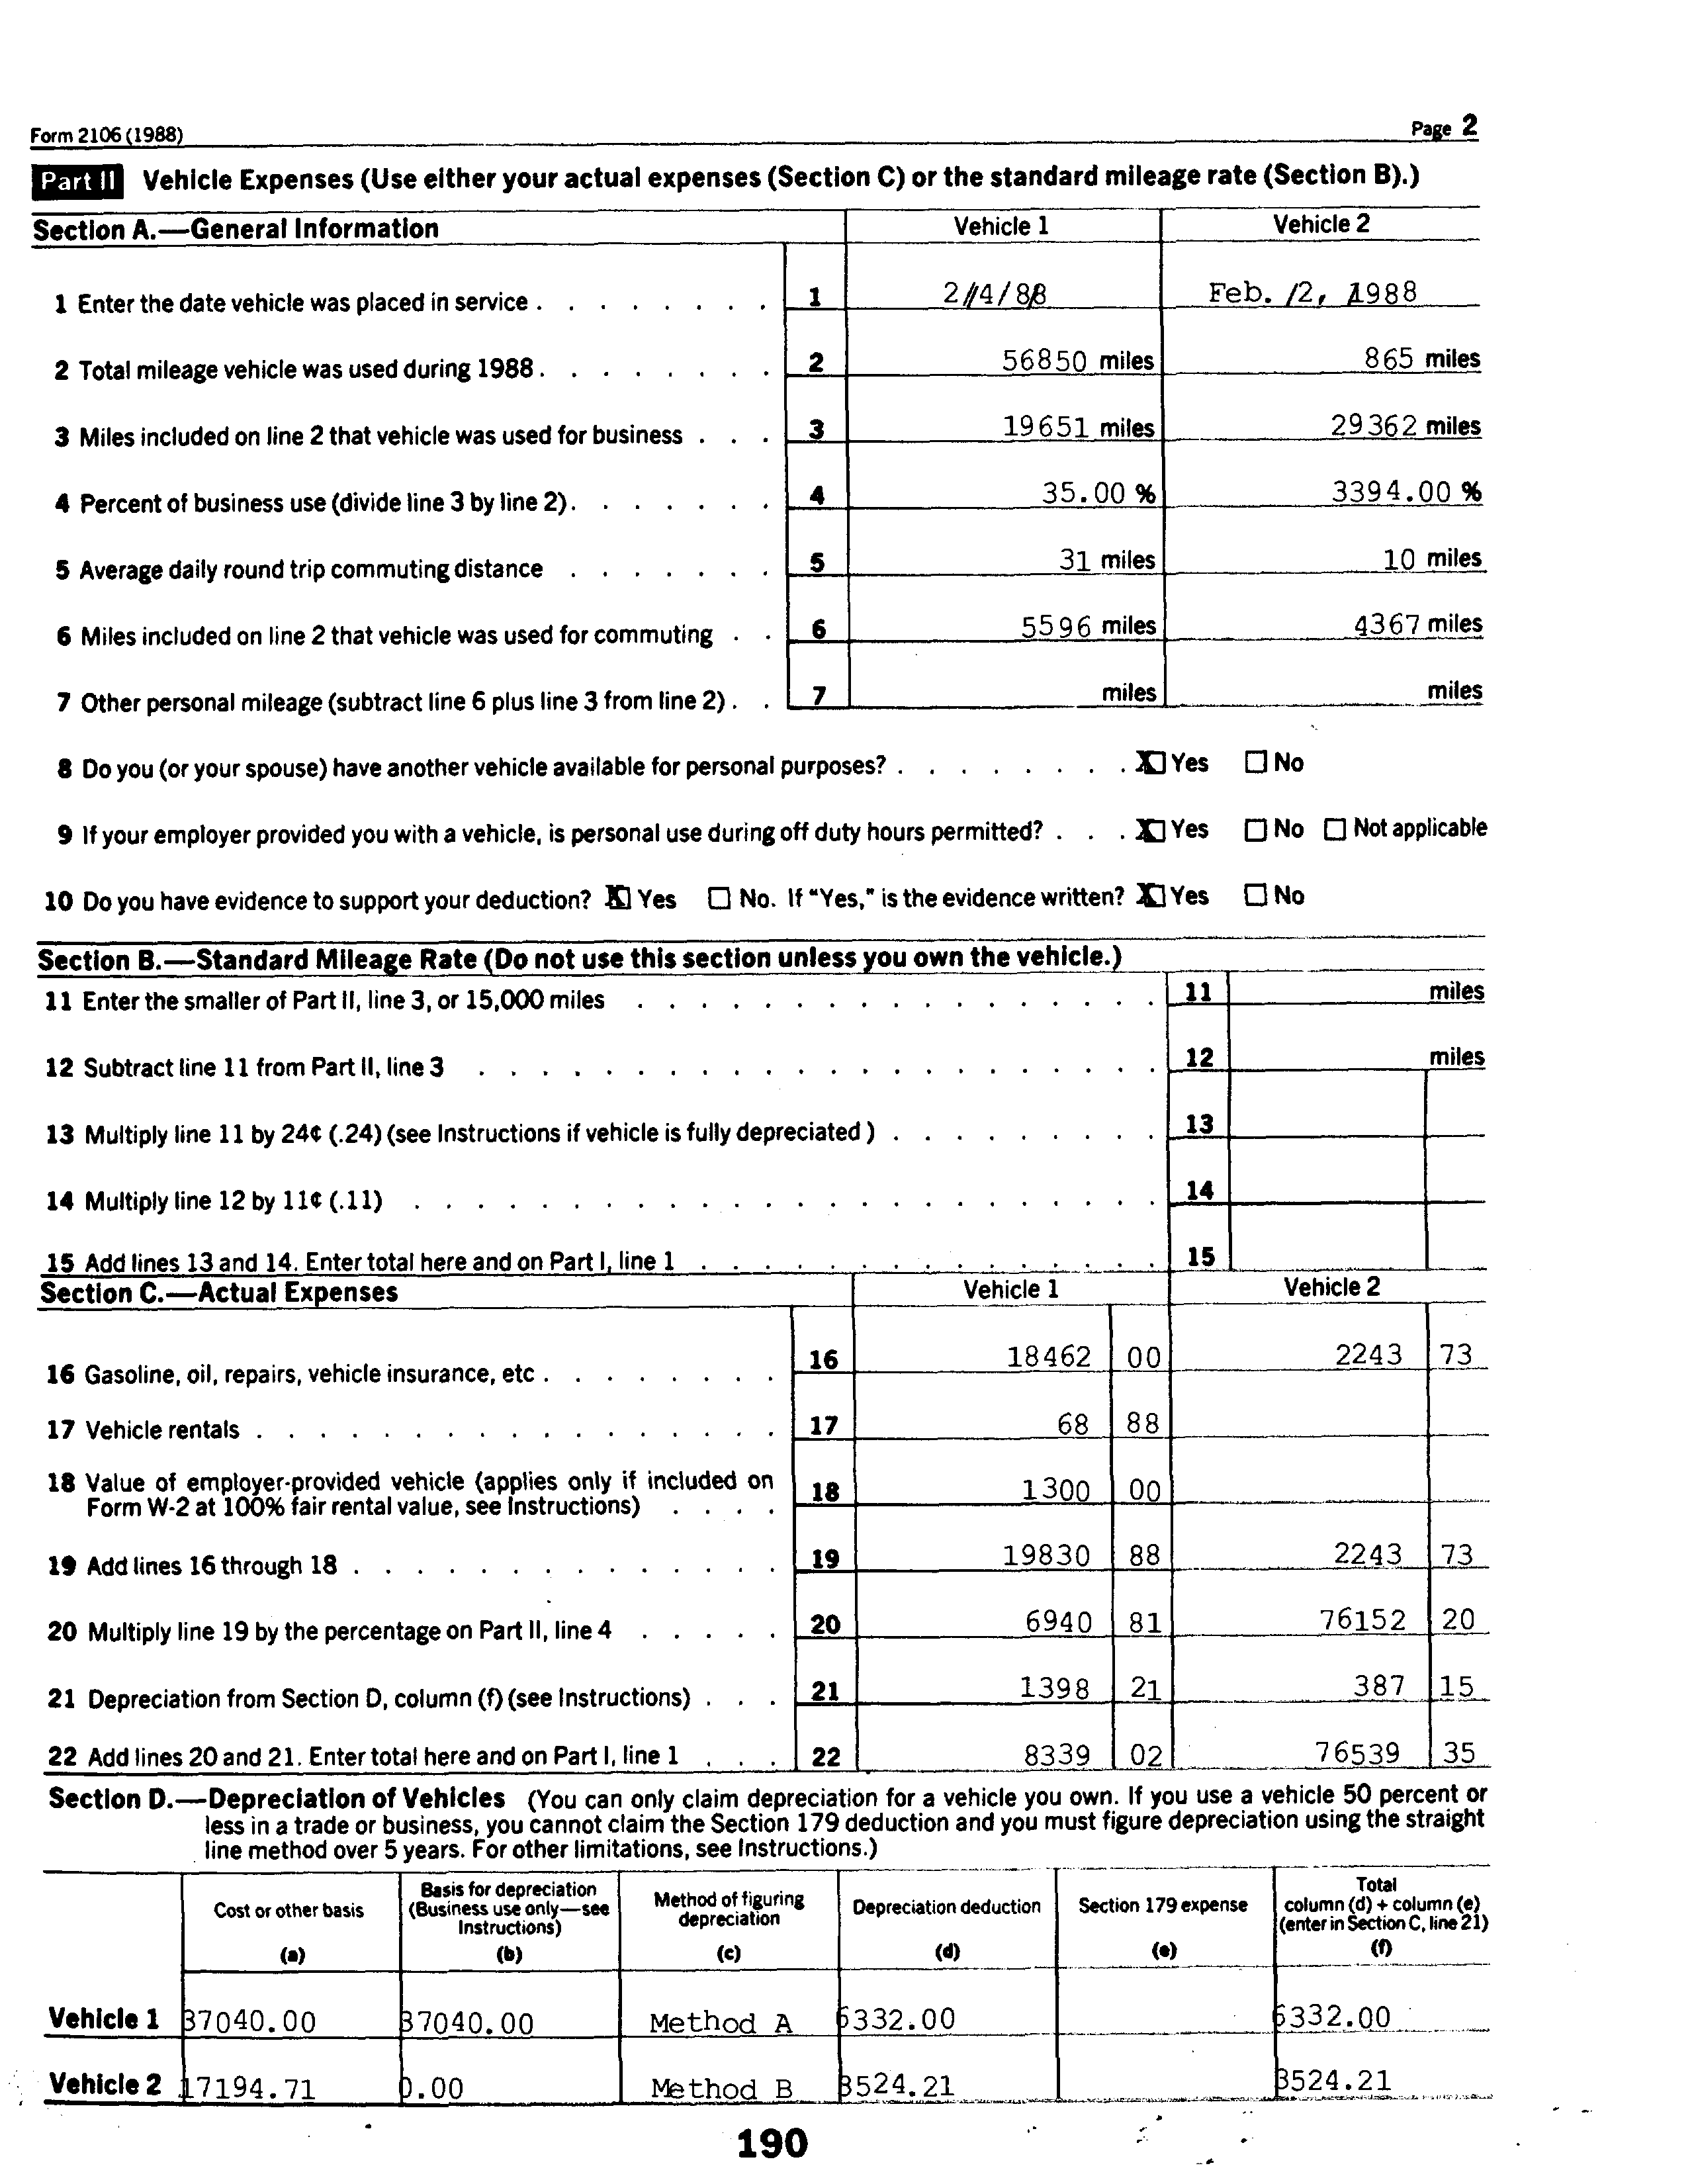 Form 2106 (1988) Page 2
Part II Vehicle Expenses (Use either your actual expenses (Section C) or the standard mileage rate (Section B).)
Section A.—General Information Vehicle 1 Vehicle 2
1 Enter the date vehicle was placed in service . . . . . . . . 1 2/4/88 Feb. 2, 1988
2 Total mileage vehicle was used during 1988 . . . . . . . . 2 56850 miles 865 miles
3 Miles included on line 2 that vehicle was used for business . . . 3 19651 miles 29362 miles
4 Percent of business use (divide line 3 by line 2) . . . . . . . 4 35.00 % 3394.00 %
5 Average daily round trip commuting distance . . . . . . . 5 31 miles 10 miles
6 Miles included on line 2 that vehicle was used for commuting . . 6 5596 miles 4367 miles
7 Other personal mileage (subtract line 6 plus line 3 from line 2) . . 7 miles miles
8 Do you (or your spouse) have another vehicle available for personal purposes? . . . . . . . . X Yes No
9 If your employer provided you with a vehicle, is personal use during off duty hours permitted? . . . X Yes No Not applicable
10 Do you have evidence to support your deduction? X Yes No. If "Yes," is the evidence written? X Yes No
Section B.—Standard Mileage Rate (Do not use this section unless you own the vehicle.)
11 Enter the smaller of Part II, line 3, or 15,000 miles . . . . . . . . . . . . . . . . . 11 miles
12 Subtract line 11 from Part II, line 3 . . . . . . . . . . . . . . . . . . . . . . 12 miles
13 Multiply line 11 by 24¢ (.24) (see Instructions if vehicle is fully depreciated) . . . . . . . . . 13
14 Multiply line 12 by 11¢ (.11) . . . . . . . . . . . . . . . . . . . . . . . . 14
15 Add lines 13 and 14. Enter total here and on Part I, line 1 . . . . . . . . . . . . . . . 15
Section C.—Actual Expenses Vehicle 1 Vehicle 2
16 Gasoline, oil, repairs, vehicle insurance, etc . . . . . . . . 16 18462 00 2243 73
17 Vehicle rentals . . . . . . . . . . . . . . . . . 17 68 88
18 Value of employer-provided vehicle (applies only if included on
Form W-2 at 100% fair rental value, see Instructions) . . . . 18 1300 00
19 Add lines 16 through 18 . . . . . . . . . . . . . . 19 19830 88 2243 73
20 Multiply line 19 by the percentage on Part II, line 4 . . . . . 20 6940 81 76152 20
21 Depreciation from Section D, column (f) (see Instructions) . . . 21 1398 21 387 15
22 Add lines 20 and 21. Enter total here and on Part I, line 1 . . . 22 8339 02 76539 35
Section D.—Depreciation of Vehicles (You can only claim depreciation for a vehicle you own. If you use a vehicle 50 percent or
less in a trade or business, you cannot claim the Section 179 deduction and you must figure depreciation using the straight
line method over 5 years. For other limitations, see Instructions.)
Cost or other basis (a) Basis for depreciation (Business use only—see Instructions) (b) Method of figuring depreciation (c) Depreciation deduction (d) Section 179 expense (e) Total column (d) + column (e) (enter in Section C, line 21) (f)
Vehicle 1 37040.00 37040.00 Method A 6332.00 6332.00
Vehicle 2 17194.71 0.00 Method B 3524.21 3524.21
190